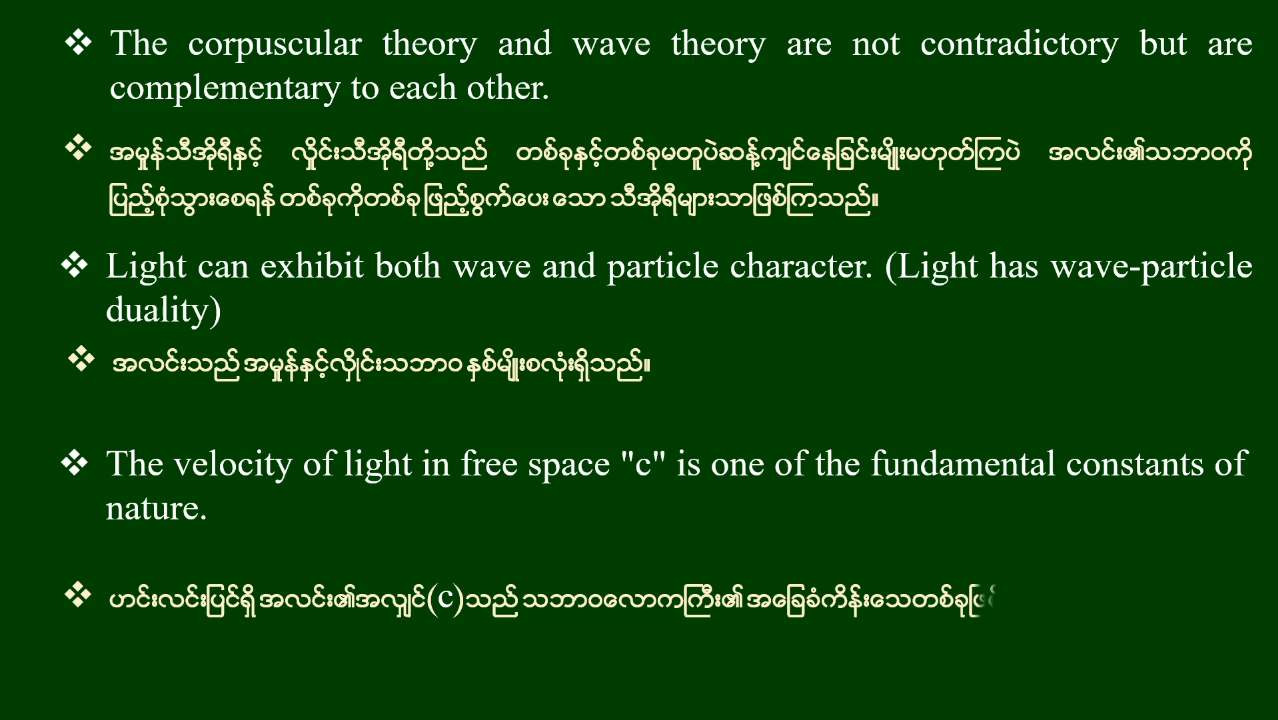 ❖ The corpuscular theory and wave theory are not contradictory but are
complementary to each other.
❖ အမှုန်သီအိုရီနှင့် လှိုင်းသီအိုရီတို့သည် တစ်ခုနှင့်တစ်ခုမတူပဲဆန့်ကျင်နေခြင်းမျိုးမဟုတ်ကြပဲ အလင်း၏သဘာဝကို
ပြည့်စုံသွားစေရန် တစ်ခုကိုတစ်ခု ဖြည့်စွက်ပေး သော သီအိုရီများသာဖြစ်ကြသည်။
❖ Light can exhibit both wave and particle character. (Light has wave-particle
duality)
❖ အလင်းသည် အမှုန်နှင့်လှိုင်းသဘာဝ နှစ်မျိုးစလုံးရှိသည်။
❖ The velocity of light in free space "c" is one of the fundamental constants of
nature.
❖ ဟင်းလင်းပြင်ရှိ အလင်း၏အလျှင်(c)သည် သဘာဝလောကကြီး၏ အခြေခံကိန်းသေတစ်ခု